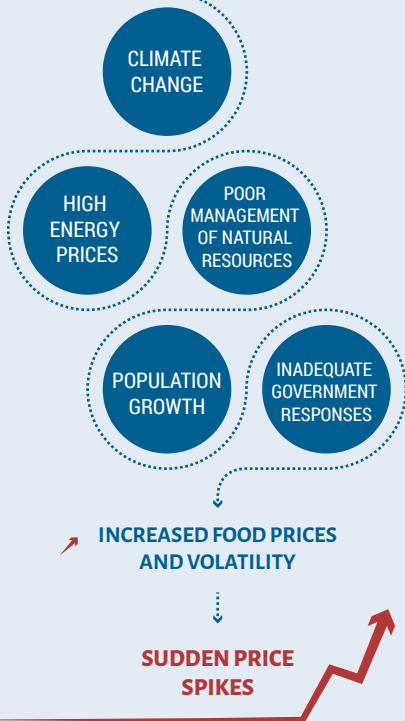 CLIMATE
CHANGE
HIGH
ENERGY
PRICES
POOR
MANAGEMENT
OF NATURAL
RESOURCES
POPULATION
GROWTH
INADEQUATE
GOVERNMENT
RESPONSES
INCREASED FOOD PRICES
AND VOLATILITY
SUDDEN PRICE
SPIKES